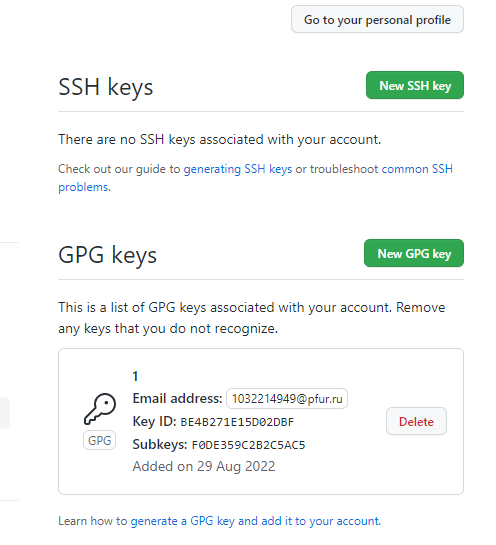 Go to your personal profile
SSH keys
New SSH key
There are no SSH keys associated with your account.
Check out our guide to generating SSH keys or troubleshoot common SSH
problems.
GPG keys
New GPG key
This is a list of GPG keys associated with your account. Remove
any keys that you do not recognize.
1
Email address: 1032214949@pfur.ru
Key ID: BE4B271E15D02DBF
GPG
Subkeys: F0DE359C2B2C5AC5
Delete
Added on 29 Aug 2022
Learn how to generate a GPG key and add it to your account.